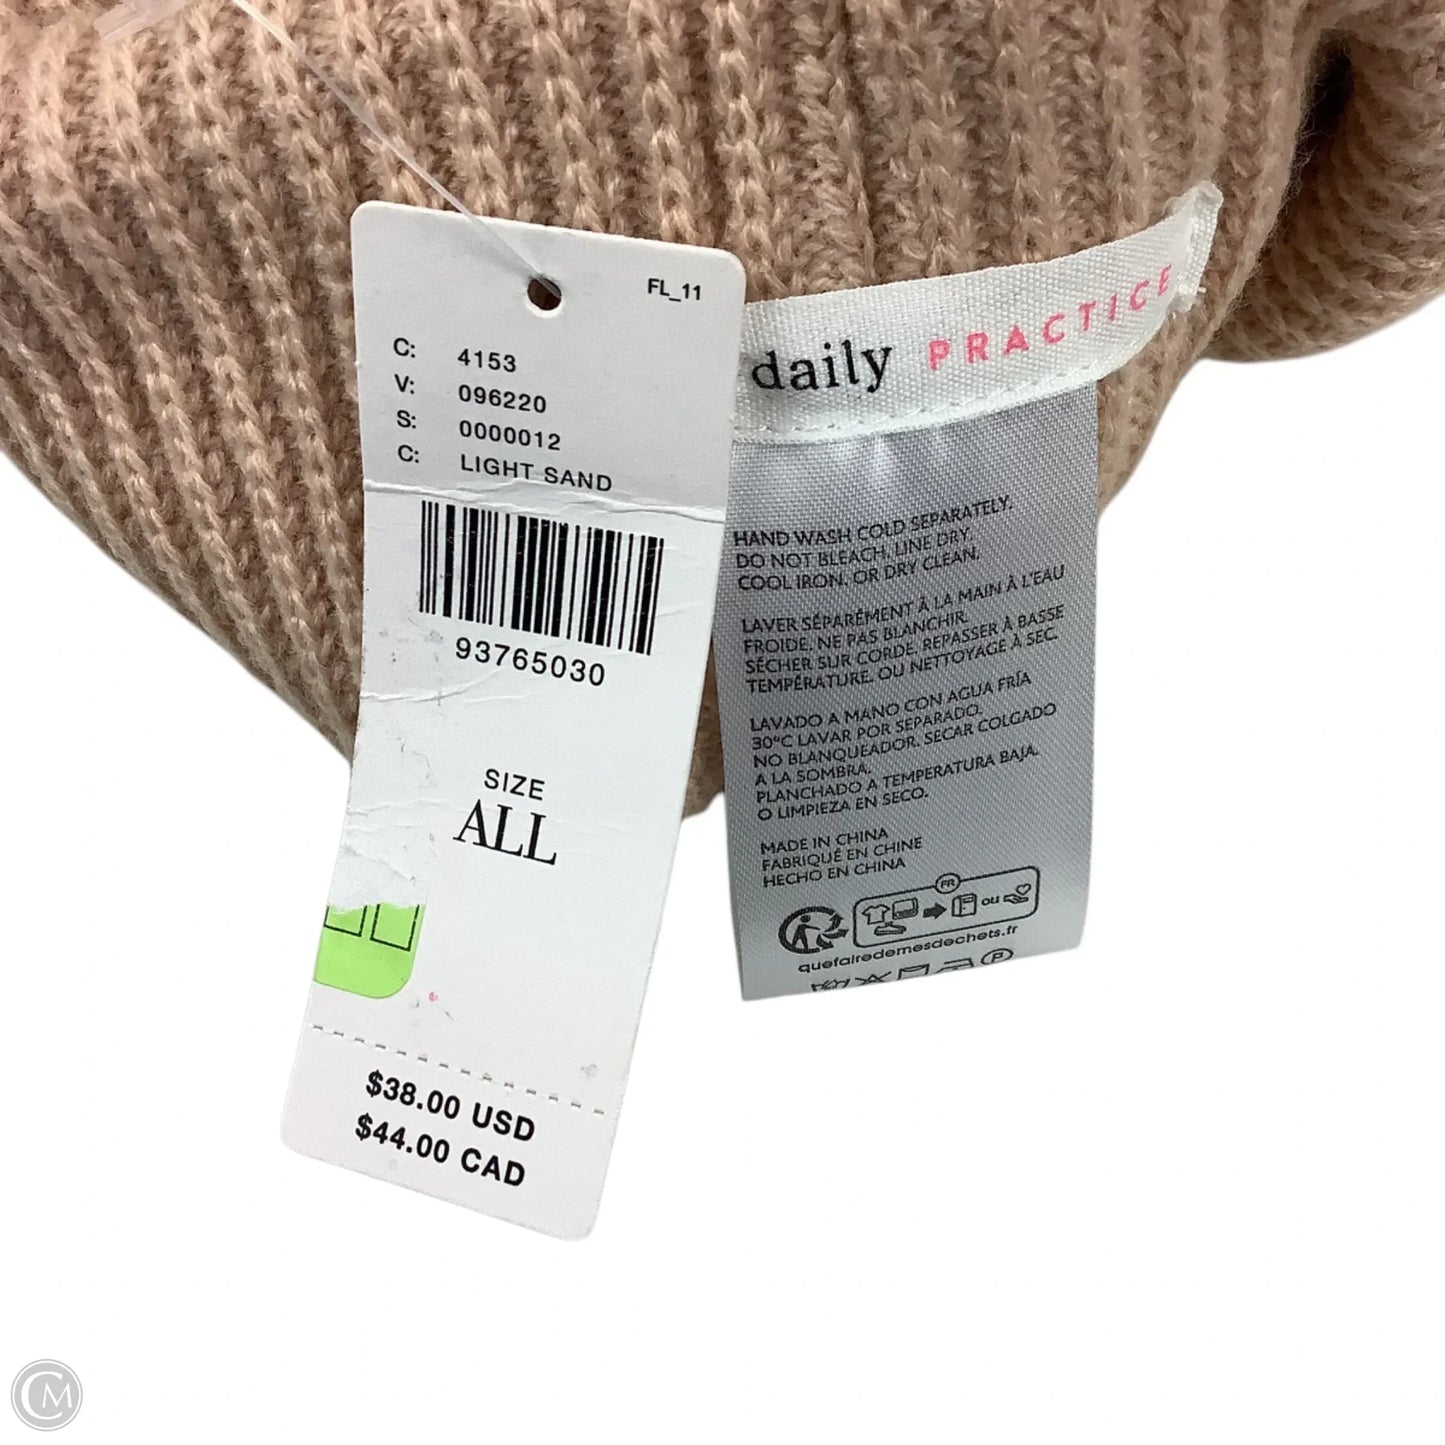 FL_11
C: 4153
V: 096220
S: 0000012
C: LIGHT SAND
93765030
SIZE
ALL
$38.00 USD
$44.00 CAD
daily PRACTICE
HAND WASH COLD SEPARATELY.
DO NOT BLEACH. LINE DRY.
COOL IRON. OR DRY CLEAN.
LAVER SÉPARÉMENT À LA MAIN À L'EAU
FROIDE. NE PAS BLANCHIR.
SÉCHER SUR CORDE. REPASSER À BASSE
TEMPÉRATURE. OU NETTOYAGE À SEC.
LAVADO A MANO CON AGUA FRÍA
30°C LAVAR POR SEPARADO.
NO BLANQUEADOR. SECAR COLGADO
A LA SOMBRA.
PLANCHADO A TEMPERATURA BAJA.
O LIMPIEZA EN SECO.
MADE IN CHINA
FABRIQUÉ EN CHINE
HECHO EN CHINA
FR
ou
quefairedemesdechets.fr
P
CM